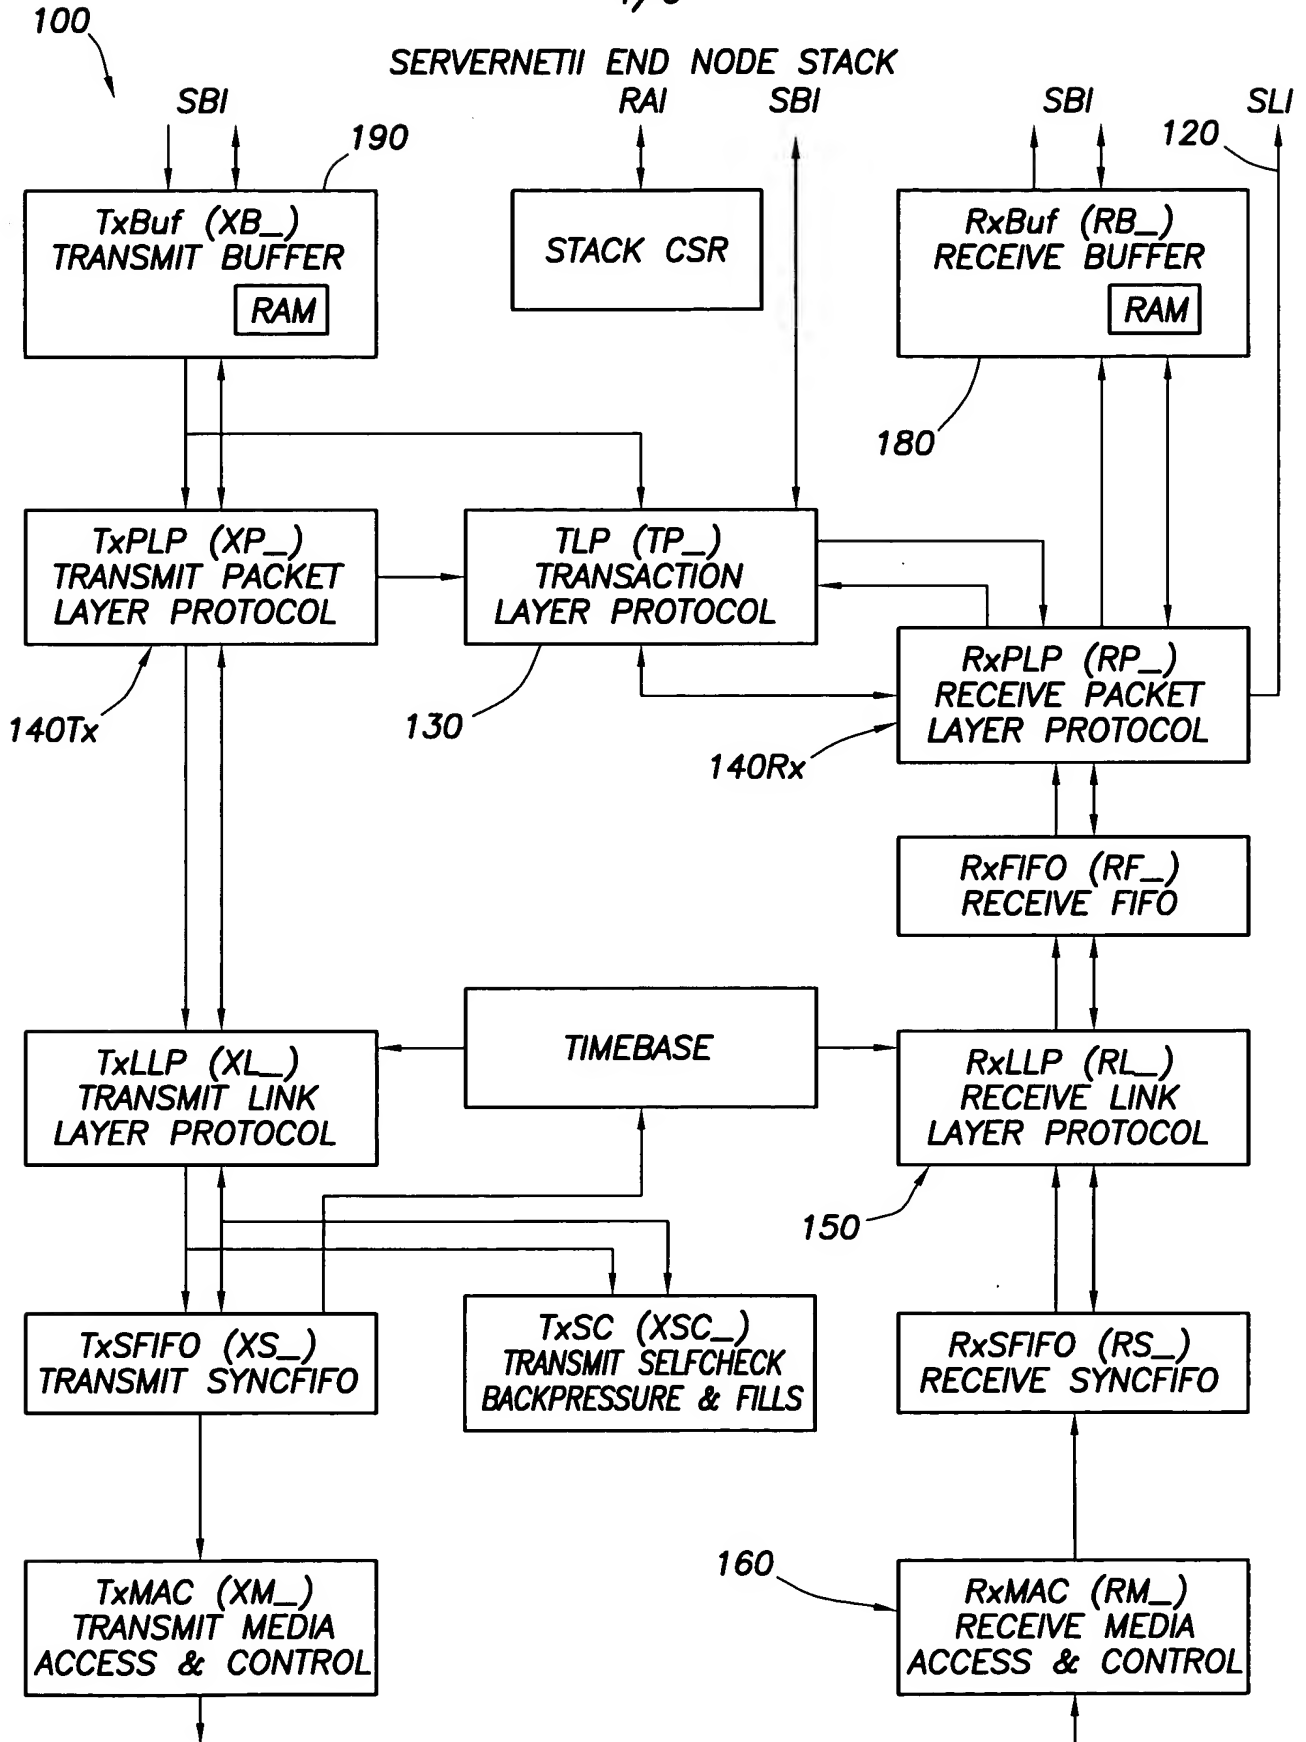 100
SERVERNETII END NODE STACK
SBI
RAI
SBI
SBI
SLI
190
120
TxBuf (XB_)
TRANSMIT BUFFER
RAM
STACK CSR
RxBuf (RB_)
RECEIVE BUFFER
RAM
180
TxPLP (XP_)
TRANSMIT PACKET
LAYER PROTOCOL
TLP (TP_)
TRANSACTION
LAYER PROTOCOL
RxPLP (RP_)
RECEIVE PACKET
LAYER PROTOCOL
140Tx
130
140Rx
RxFIFO (RF_)
RECEIVE FIFO
TxLLP (XL_)
TRANSMIT LINK
LAYER PROTOCOL
TIMEBASE
RxLLP (RL_)
RECEIVE LINK
LAYER PROTOCOL
150
TxSFIFO (XS_)
TRANSMIT SYNCFIFO
TxSC (XSC_)
TRANSMIT SELFCHECK
BACKPRESSURE & FILLS
RxSFIFO (RS_)
RECEIVE SYNCFIFO
160
TxMAC (XM_)
TRANSMIT MEDIA
ACCESS & CONTROL
RxMAC (RM_)
RECEIVE MEDIA
ACCESS & CONTROL